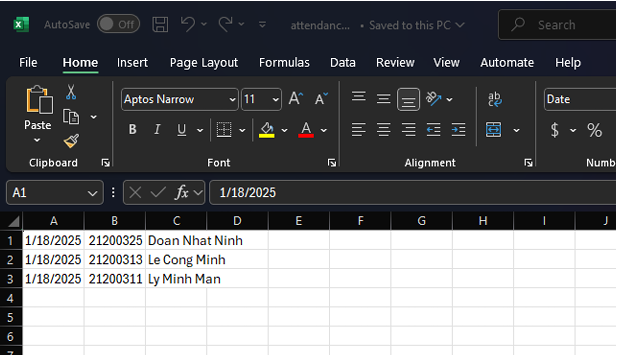 AutoSave Off attendanc... • Saved to this PC Search
File Home Insert Page Layout Formulas Data Review View Automate Help
Paste Aptos Narrow 11 A A ab Date
B I U A $ %
Clipboard Font Alignment Numb
A1 fx 1/18/2025
A B C D E F G H I J
1 1/18/2025 21200325 Doan Nhat Ninh
2 1/18/2025 21200313 Le Cong Minh
3 1/18/2025 21200311 Ly Minh Man
4
5
6